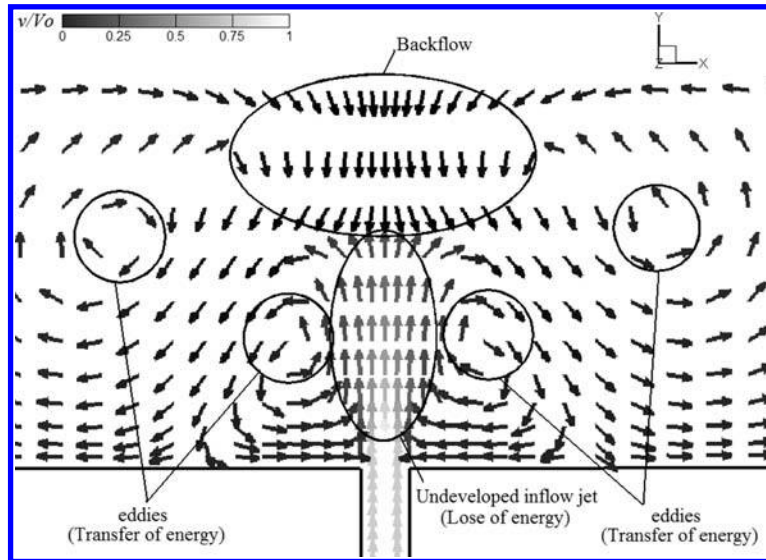 v/Vo
0 0.25 0.5 0.75 1
Backflow
Y
Z X
Undeveloped inflow jet
(Lose of energy)
eddies
(Transfer of energy)
eddies
(Transfer of energy)